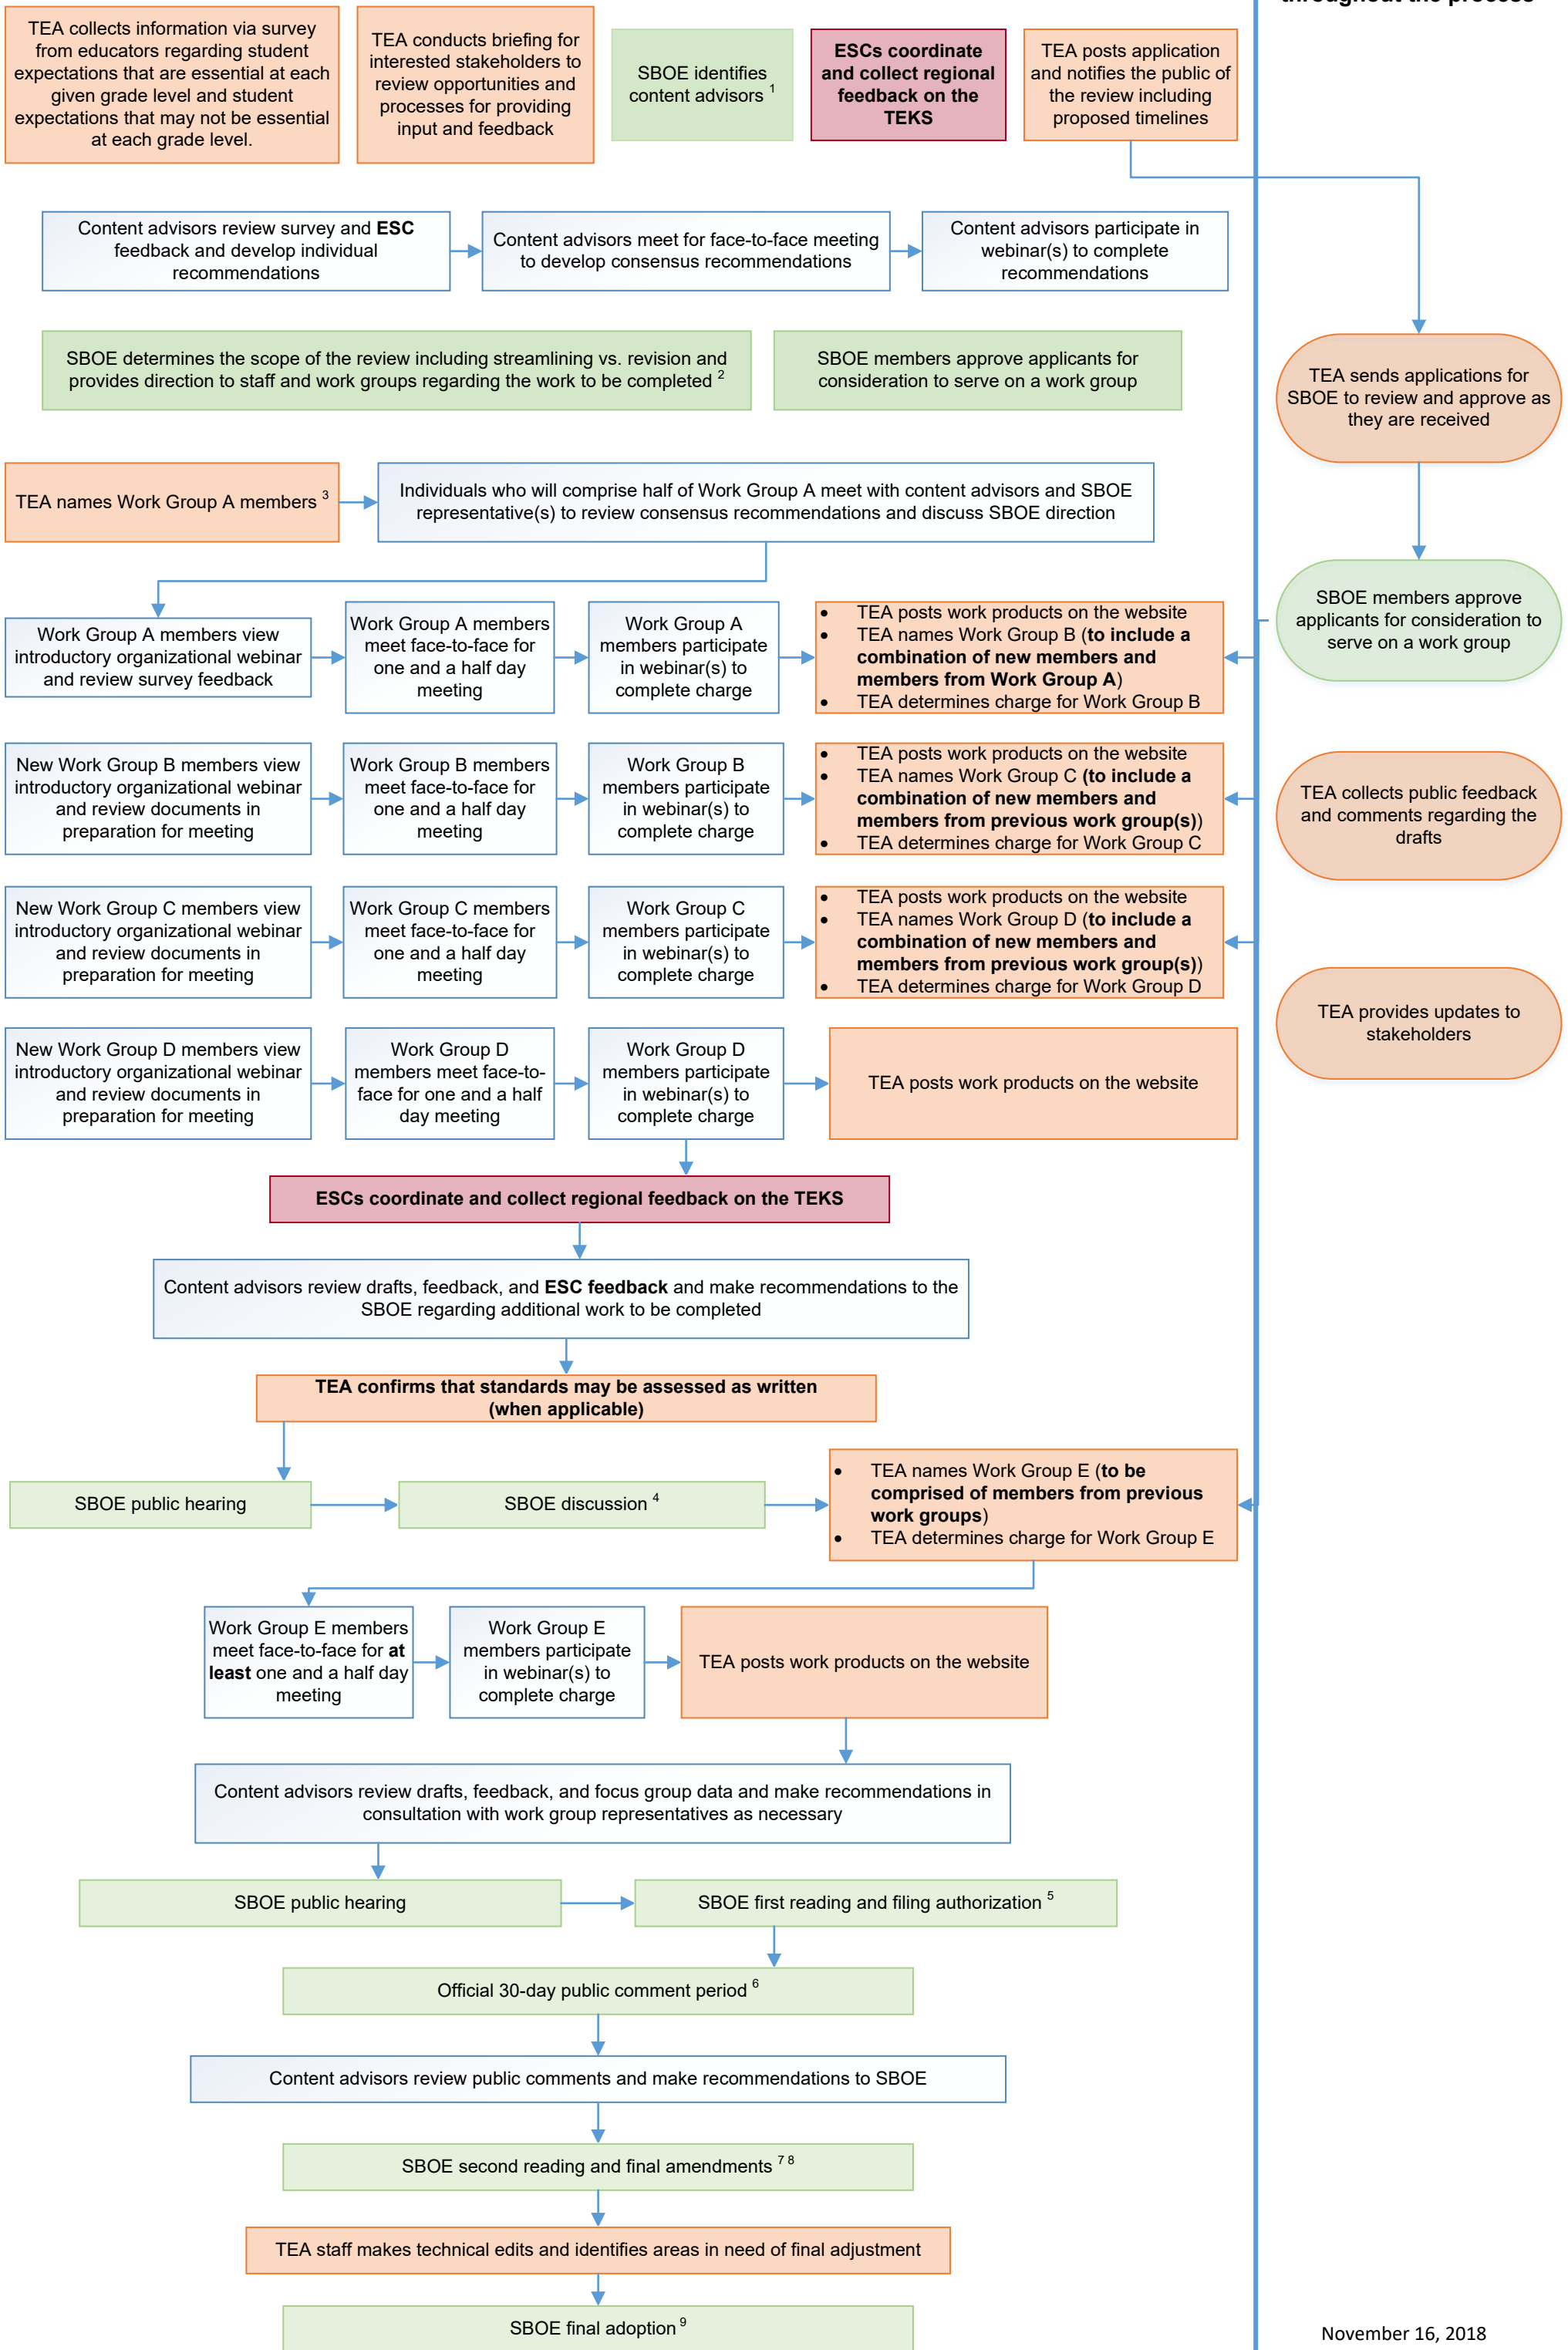 throughout the process
TEA collects information via survey
from educators regarding student
expectations that are essential at each
given grade level and student
expectations that may not be essential
at each grade level.
TEA conducts briefing for
interested stakeholders to
review opportunities and
processes for providing
input and feedback
SBOE identifies
content advisors 1
ESCs coordinate
and collect regional
feedback on the
TEKS
TEA posts application
and notifies the public of
the review including
proposed timelines
Content advisors review survey and ESC
feedback and develop individual
recommendations
Content advisors meet for face-to-face meeting
to develop consensus recommendations
Content advisors participate in
webinar(s) to complete
recommendations
SBOE determines the scope of the review including streamlining vs. revision and
provides direction to staff and work groups regarding the work to be completed 2
SBOE members approve applicants for
consideration to serve on a work group
TEA sends applications for
SBOE to review and approve as
they are received
TEA names Work Group A members 3
Individuals who will comprise half of Work Group A meet with content advisors and SBOE
representative(s) to review consensus recommendations and discuss SBOE direction
SBOE members approve
applicants for consideration to
serve on a work group
Work Group A members view
introductory organizational webinar
and review survey feedback
Work Group A members
meet face-to-face for
one and a half day
meeting
Work Group A
members participate
in webinar(s) to
complete charge
• TEA posts work products on the website
• TEA names Work Group B (to include a
combination of new members and
members from Work Group A)
• TEA determines charge for Work Group B
New Work Group B members view
introductory organizational webinar
and review documents in
preparation for meeting
Work Group B members
meet face-to-face for
one and a half day
meeting
Work Group B
members participate
in webinar(s) to
complete charge
• TEA posts work products on the website
• TEA names Work Group C (to include a
combination of new members and
members from previous work group(s))
• TEA determines charge for Work Group C
TEA collects public feedback
and comments regarding the
drafts
New Work Group C members view
introductory organizational webinar
and review documents in
preparation for meeting
Work Group C members
meet face-to-face for
one and a half day
meeting
Work Group C
members participate
in webinar(s) to
complete charge
• TEA posts work products on the website
• TEA names Work Group D (to include a
combination of new members and
members from previous work group(s))
• TEA determines charge for Work Group D
TEA provides updates to
stakeholders
New Work Group D members view
introductory organizational webinar
and review documents in
preparation for meeting
Work Group D
members meet face-to-
face for one and a half
day meeting
Work Group D
members participate
in webinar(s) to
complete charge
TEA posts work products on the website
ESCs coordinate and collect regional feedback on the TEKS
Content advisors review drafts, feedback, and ESC feedback and make recommendations to the
SBOE regarding additional work to be completed
TEA confirms that standards may be assessed as written
(when applicable)
SBOE public hearing
SBOE discussion 4
• TEA names Work Group E (to be
comprised of members from previous
work groups)
• TEA determines charge for Work Group E
Work Group E members
meet face-to-face for at
least one and a half day
meeting
Work Group E
members participate
in webinar(s) to
complete charge
TEA posts work products on the website
Content advisors review drafts, feedback, and focus group data and make recommendations in
consultation with work group representatives as necessary
SBOE public hearing
SBOE first reading and filing authorization 5
Official 30-day public comment period 6
Content advisors review public comments and make recommendations to SBOE
SBOE second reading and final amendments 7 8
TEA staff makes technical edits and identifies areas in need of final adjustment
SBOE final adoption 9
November 16, 2018